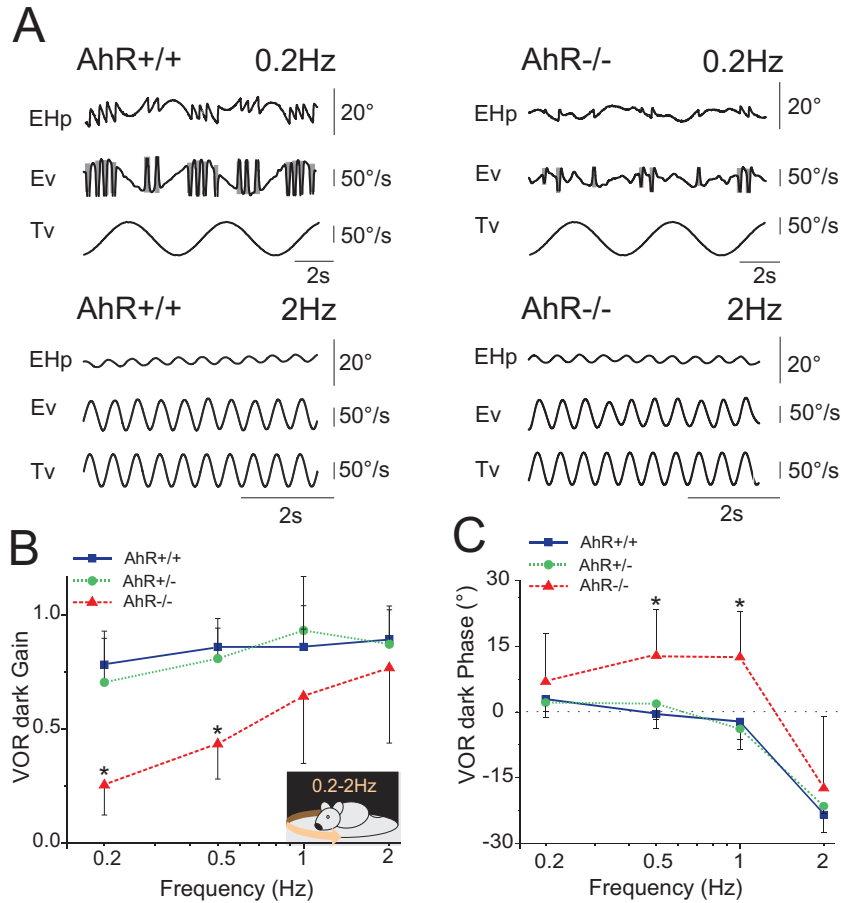 A
AhR+/+ 0.2Hz
EHp 20°
Ev 50°/s
Tv 50°/s
2s
AhR-/- 0.2Hz
EHp 20°
Ev 50°/s
Tv 50°/s
2s
AhR+/+ 2Hz
EHp 20°
Ev 50°/s
Tv 50°/s
2s
AhR-/- 2Hz
EHp 20°
Ev 50°/s
Tv 50°/s
2s
B
AhR+/+
AhR+/-
AhR-/-
VOR dark Gain
1.0
0.5
0.0
* *
0.2-2Hz
0.2 0.5 1 2
Frequency (Hz)
C
AhR+/+
AhR+/-
AhR-/-
VOR dark Phase (°)
30
15
0
-15
-30
* *
0.2 0.5 1 2
Frequency (Hz)